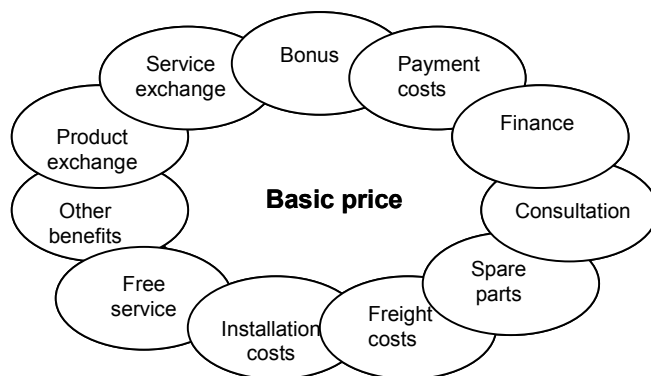 Bonus
Payment
costs
Finance
Consultation
Spare
parts
Freight
costs
Installation
costs
Free
service
Other
benefits
Product
exchange
Service
exchange
Basic price